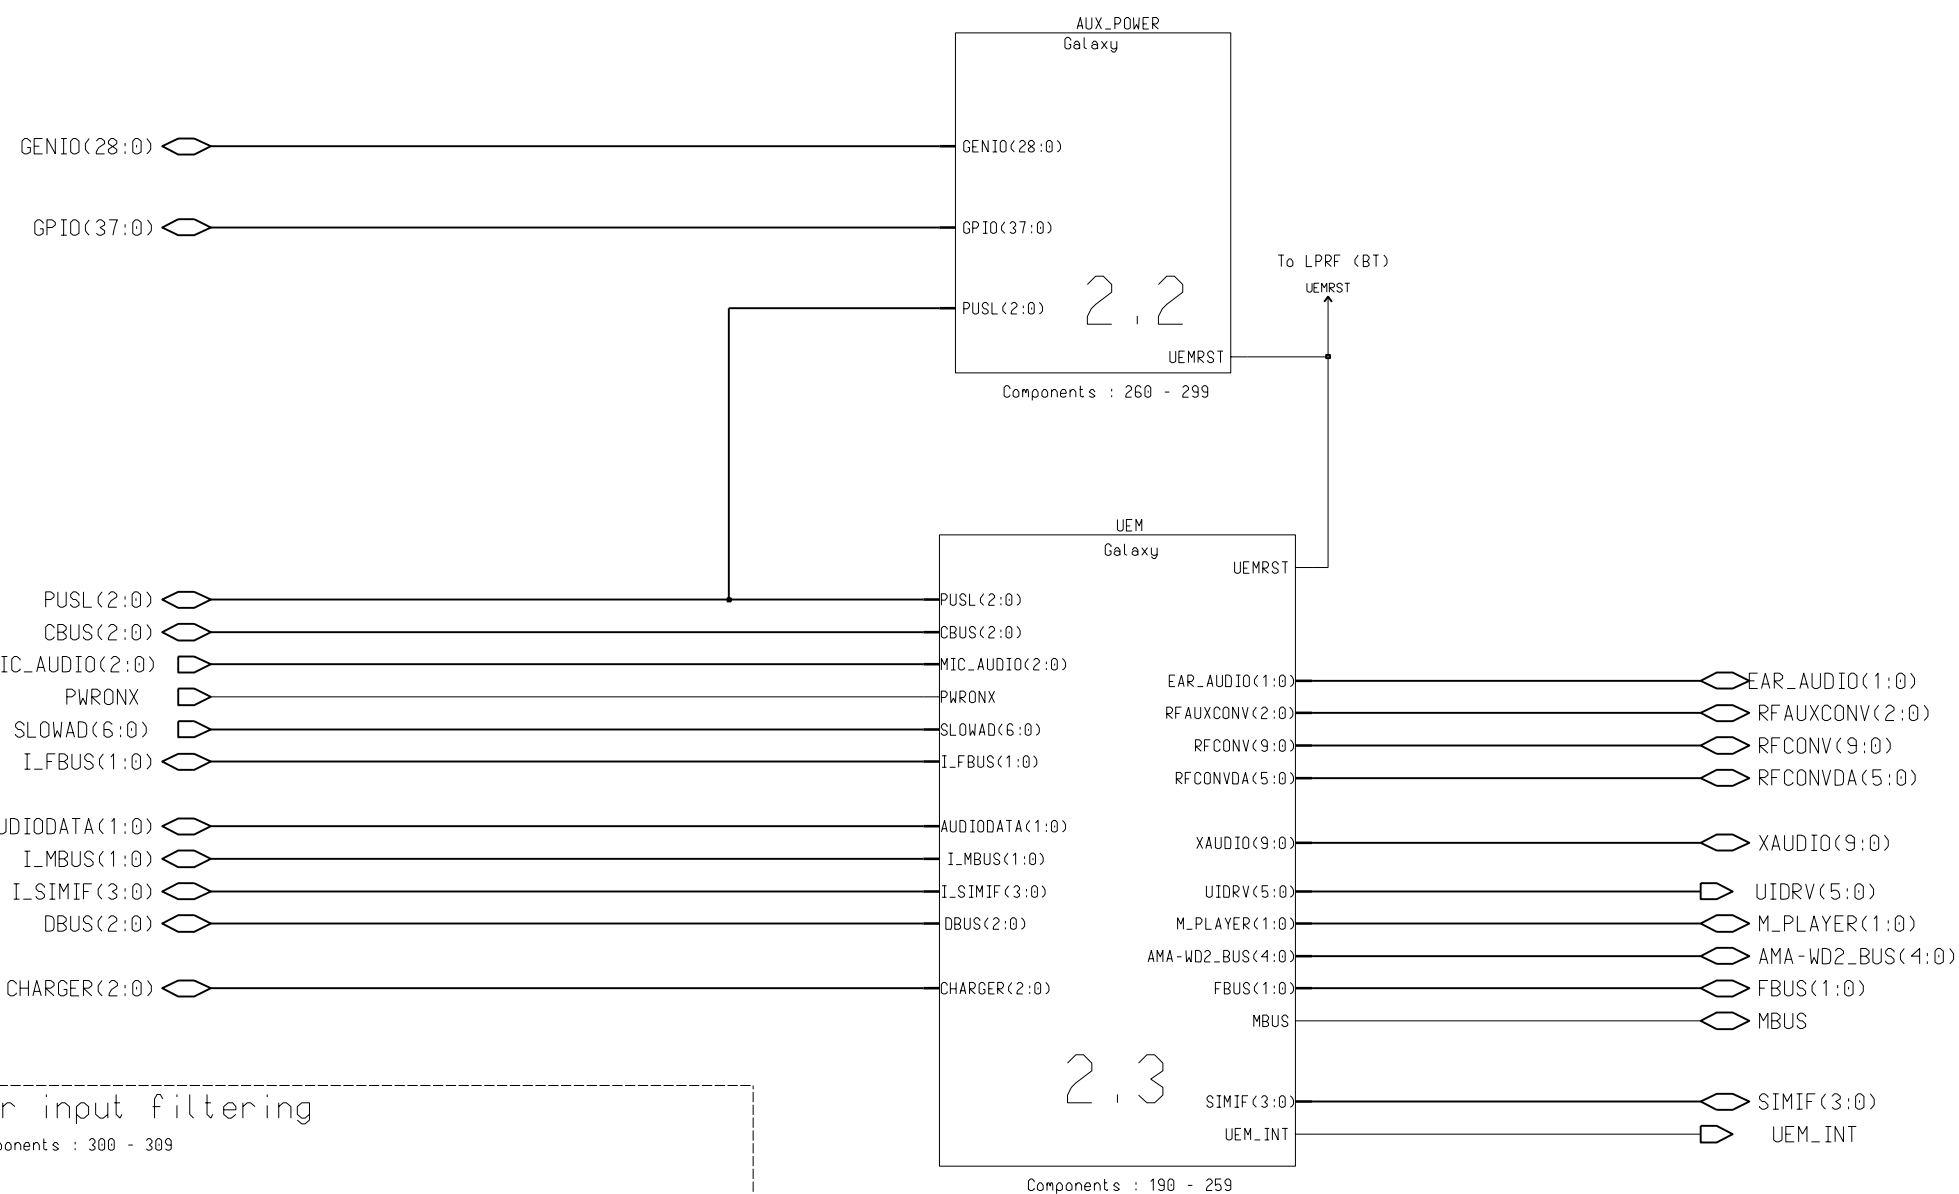 AUX_POWER
Galaxy
GENIO(28:0)
GENIO(28:0)
GPIO(37:0)
GPIO(37:0)
To LPRF (BT)
UEMRST
PUSL(2:0)
2.2
UEMRST
Components : 260 - 299
UEM
Galaxy
UEMRST
PUSL(2:0)
PUSL(2:0)
CBUS(2:0)
CBUS(2:0)
IC_AUDIO(2:0)
MIC_AUDIO(2:0)
PWRONX
PWRONX
SLOWAD(6:0)
SLOWAD(6:0)
I_FBUS(1:0)
I_FBUS(1:0)
UDIODATA(1:0)
AUDIODATA(1:0)
I_MBUS(1:0)
I_MBUS(1:0)
I_SIMIF(3:0)
I_SIMIF(3:0)
DBUS(2:0)
DBUS(2:0)
CHARGER(2:0)
CHARGER(2:0)
EAR_AUDIO(1:0)
EAR_AUDIO(1:0)
RFAUXCONV(2:0)
RFAUXCONV(2:0)
RFCONV(9:0)
RFCONV(9:0)
RFCONVDA(5:0)
RFCONVDA(5:0)
XAUDIO(9:0)
XAUDIO(9:0)
UIDRV(5:0)
UIDRV(5:0)
M_PLAYER(1:0)
M_PLAYER(1:0)
AMA-WD2_BUS(4:0)
AMA-WD2_BUS(4:0)
FBUS(1:0)
FBUS(1:0)
MBUS
MBUS
2.3
SIMIF(3:0)
SIMIF(3:0)
UEM_INT
UEM_INT
Components : 190 - 259
r input filtering
ponents : 300 - 309